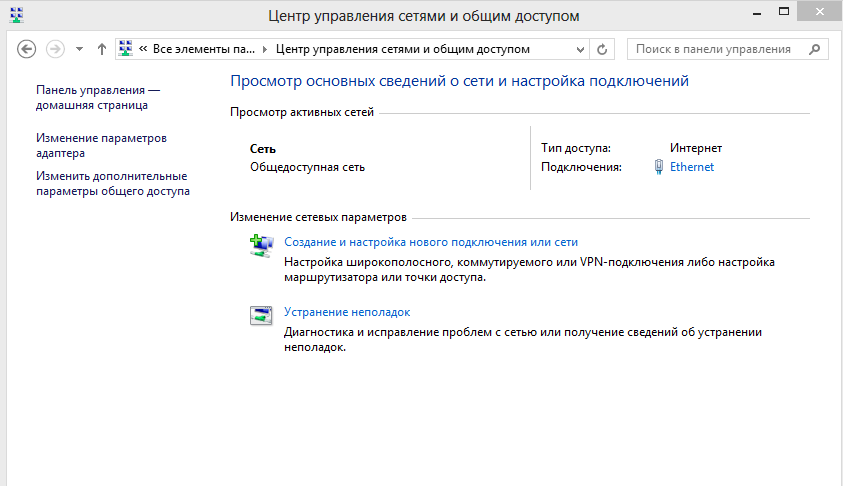 Центр управления сетями и общим доступом
« Все элементы па... Центр управления сетями и общим доступом
Поиск в панели управления
Панель управления —
домашняя страница
Изменение параметров
адаптера
Изменить дополнительные
параметры общего доступа
Просмотр основных сведений о сети и настройка подключений
Просмотр активных сетей
Сеть
Общедоступная сеть
Тип доступа: Интернет
Подключения: Ethernet
Изменение сетевых параметров
Создание и настройка нового подключения или сети
Настройка широкополосного, коммутируемого или VPN-подключения либо настройка
маршрутизатора или точки доступа.
Устранение неполадок
Диагностика и исправление проблем с сетью или получение сведений об устранении
неполадок.